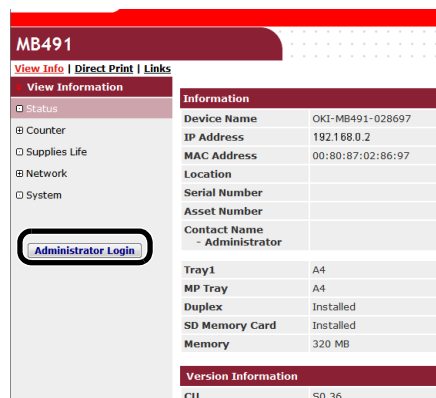 MB491
View Info | Direct Print | Links
View Information
Status
Counter
Supplies Life
Network
System
Administrator Login
Information
Device Name OKI-MB491-028697
IP Address 192.168.0.2
MAC Address 00:80:87:02:86:97
Location
Serial Number
Asset Number
Contact Name
- Administrator
Tray1 A4
MP Tray A4
Duplex Installed
SD Memory Card Installed
Memory 320 MB
Version Information
CU S0.36